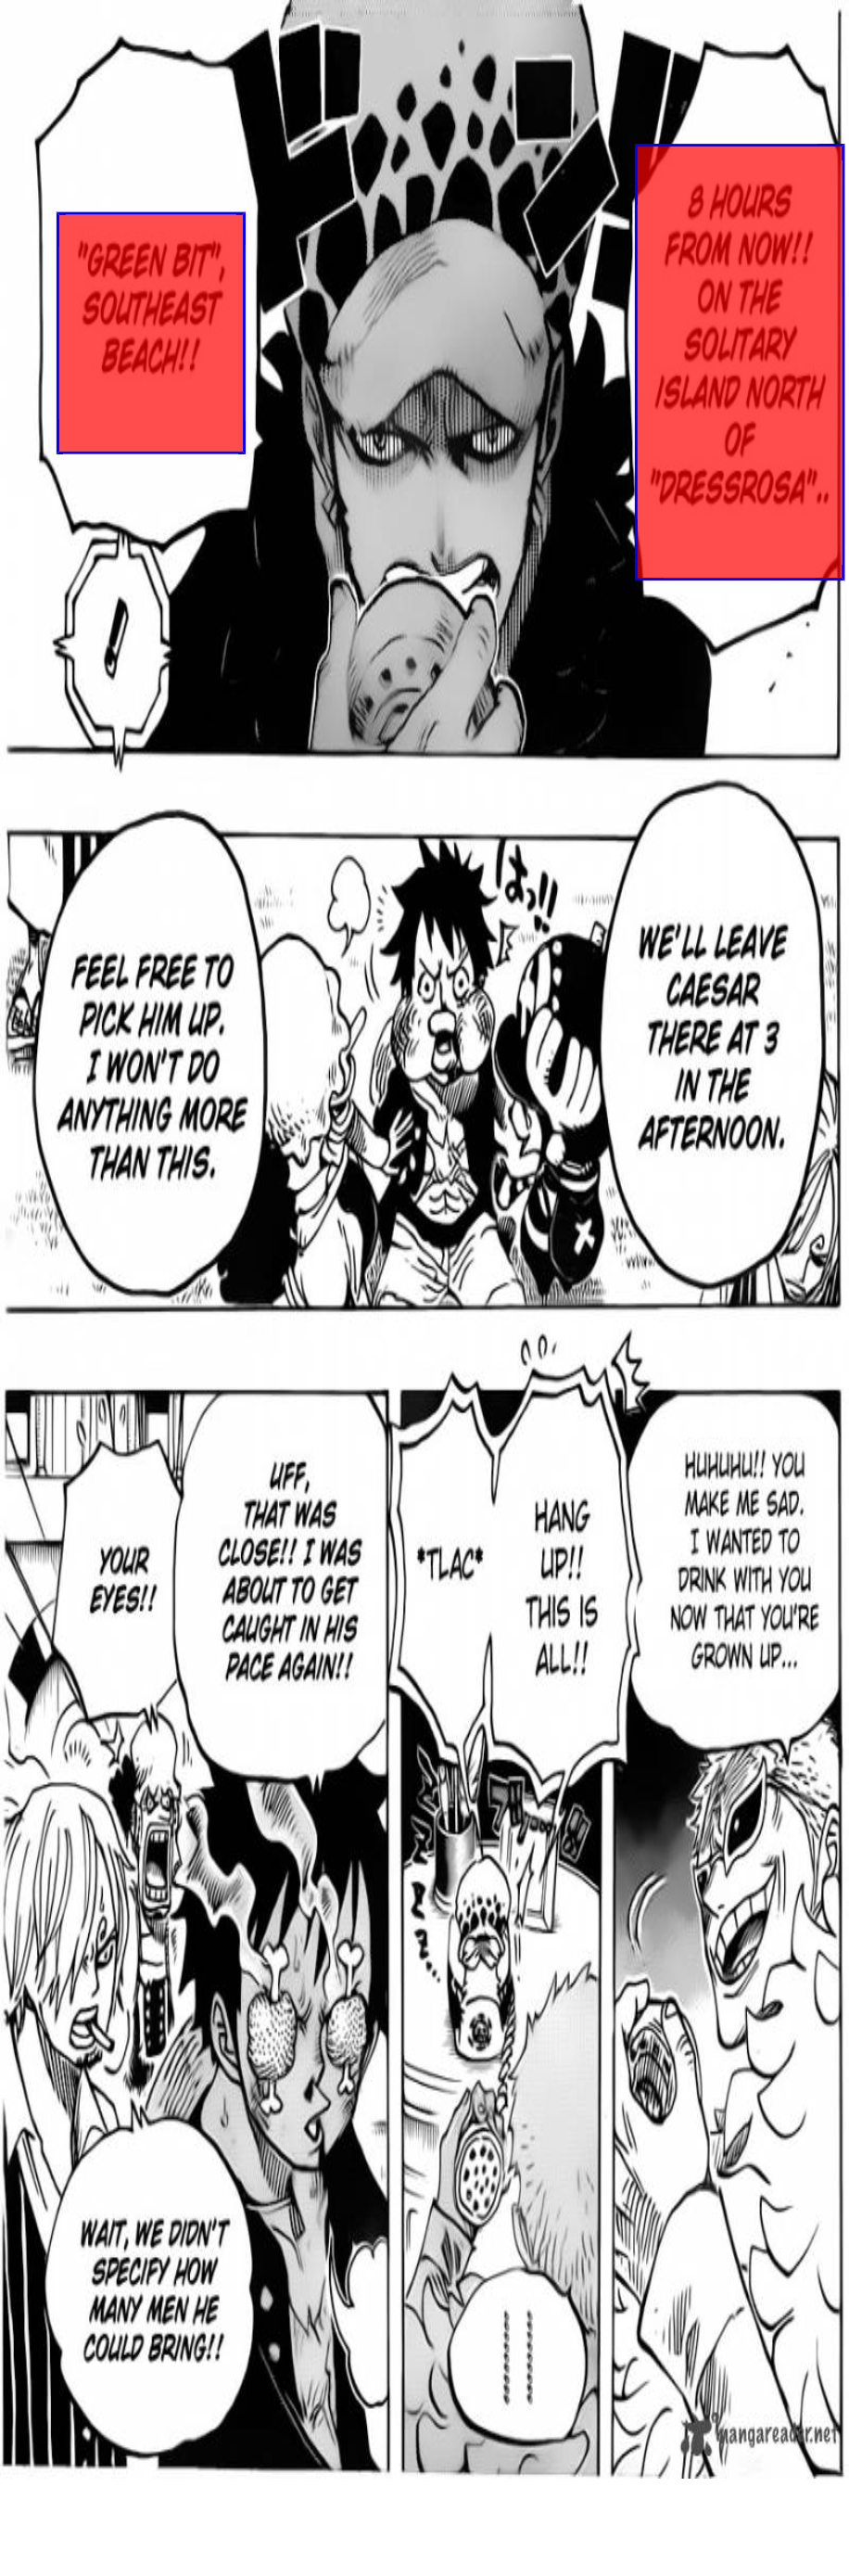 8 HOURS
FROM NOW!!
ON THE
SOLITARY
ISLAND NORTH
OF
"DRESSROSA"..
"GREEN BIT",
SOUTHEAST
BEACH!!
!
WE'LL LEAVE
CAESAR
THERE AT 3
IN THE
AFTERNOON.
はっ!!
FEEL FREE TO
PICK HIM UP.
I WON'T DO
ANYTHING MORE
THAN THIS.
HUHUHU!! YOU
MAKE ME SAD.
I WANTED TO
DRINK WITH YOU
NOW THAT YOU'RE
GROWN UP...
HANG
UP!!
THIS IS
ALL!!
*TLAC*
UFF,
THAT WAS
CLOSE!! I WAS
ABOUT TO GET
CAUGHT IN HIS
PACE AGAIN!!
YOUR
EYES!!
WAIT, WE DIDN'T
SPECIFY HOW
MANY MEN HE
COULD BRING!!
mangareader.net